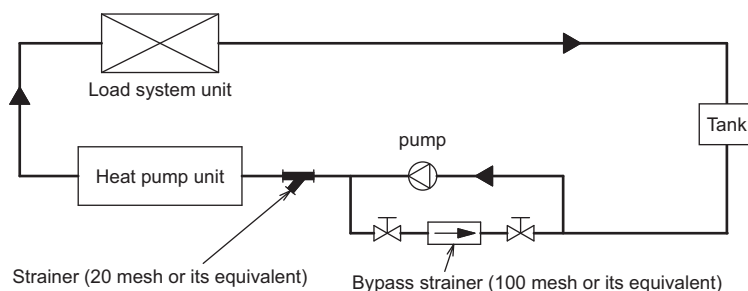 Load system unit
Tank
pump
Heat pump unit
Strainer (20 mesh or its equivalent)
Bypass strainer (100 mesh or its equivalent)